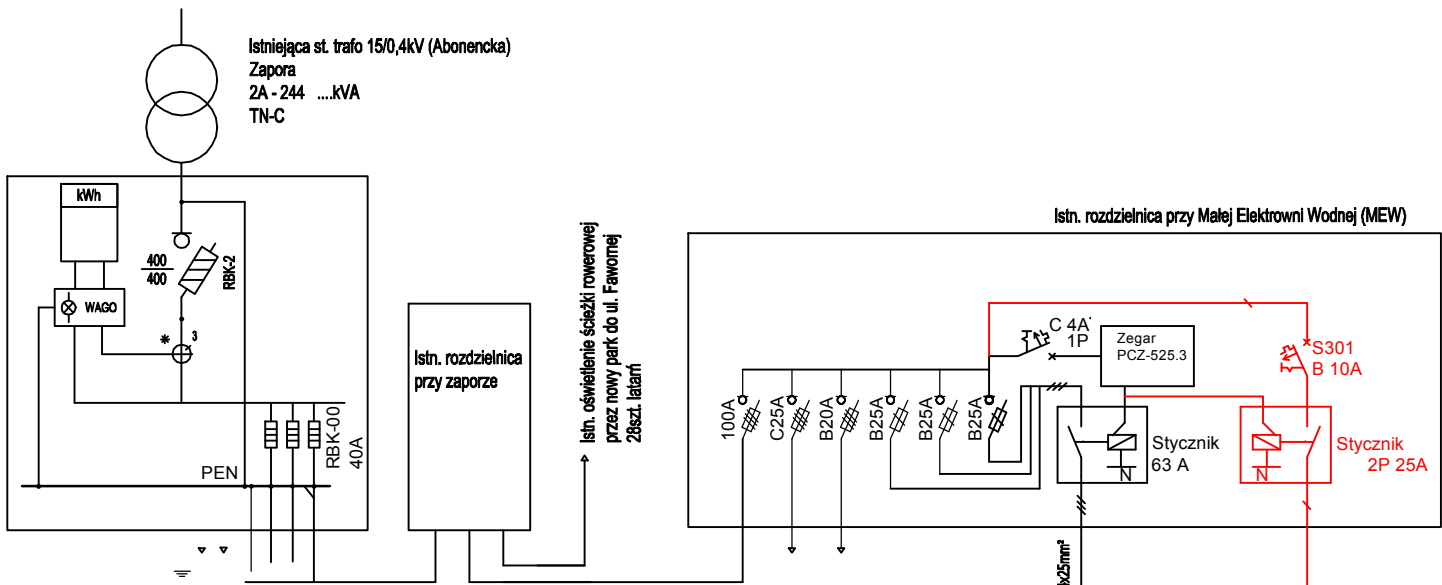 Istniejąca st. trafo 15/0,4kV (Abonencka)
Zapora
2A - 244 ....kVA
TN-C
kWh
400
400
RBK-2
WAGO
*
3
PEN
RBK-00
40A
Istn. rozdzielnica
przy zaporze
Istn. oświetlenie ścieżki rowerowej
przez nowy park do ul. Fawornej
28szt. latarń
Istn. rozdzielnica przy Małej Elektrowni Wodnej (MEW)
100A
C25A
B20A
B25A
B25A
B25A
C 4A
1P
Zegar
PCZ-525.3
S301
B 10A
N
Stycznik
63 A
N
Stycznik
2P 25A
x25mm²